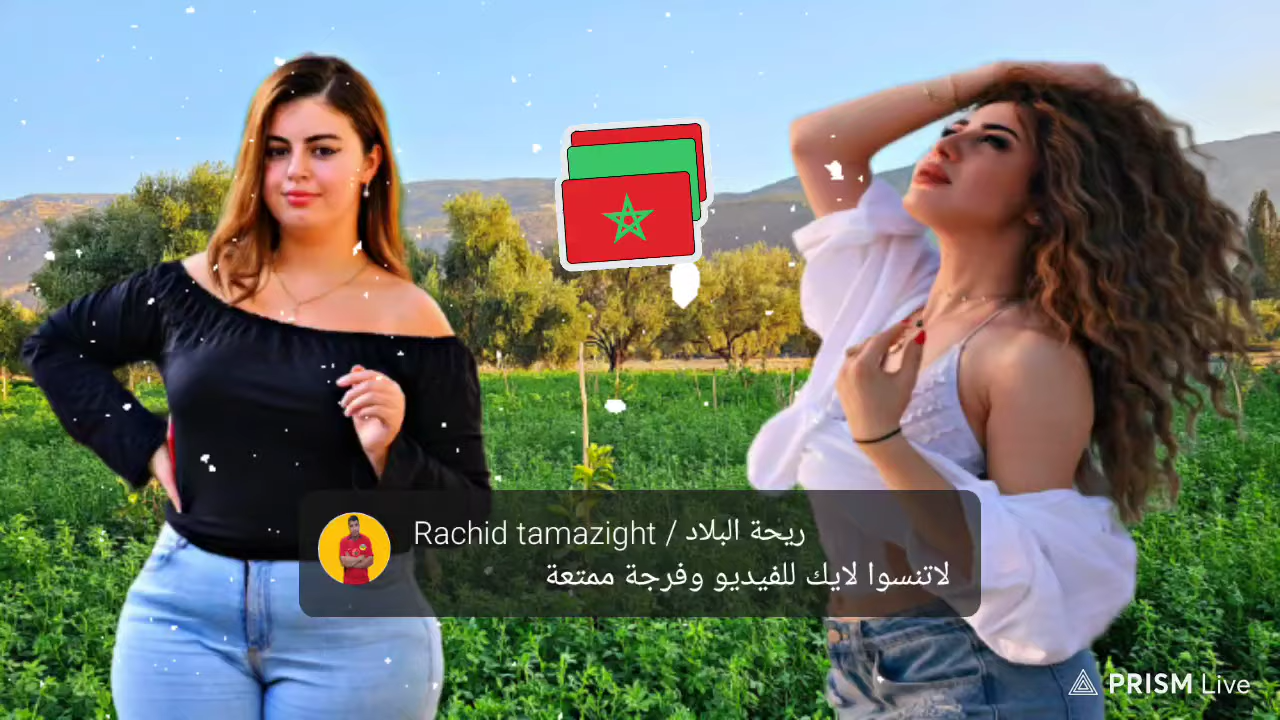 Rachid tamazight / ريحة البلاد
لاتنسوا لايك للفيديو وفرجة ممتعة
PRISM Live